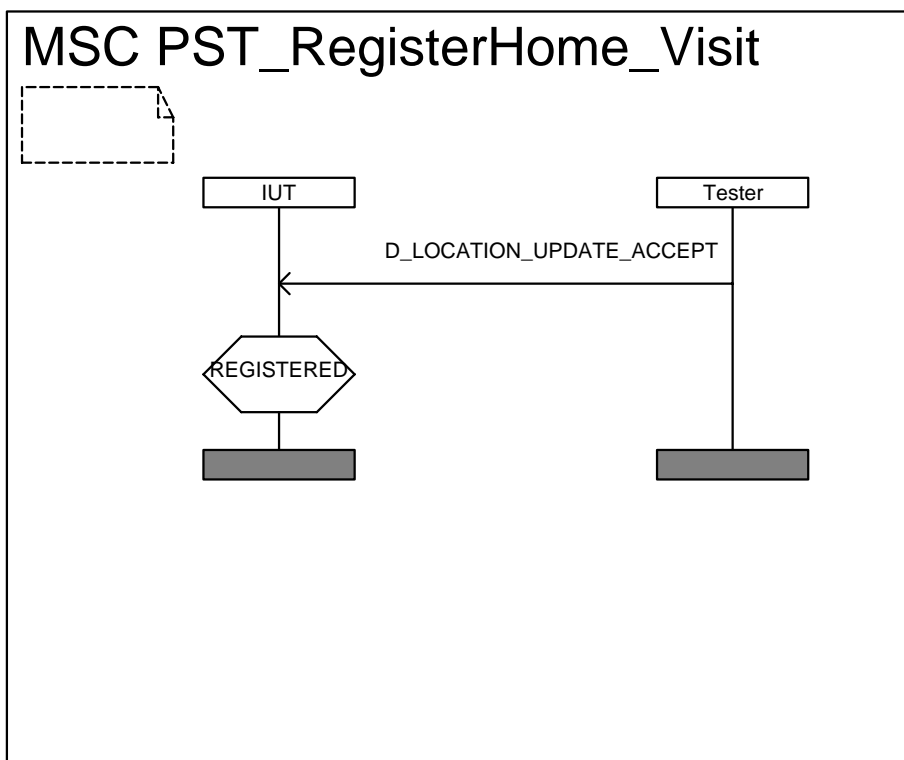 MSC PST_RegisterHome_Visit
IUT
Tester
D_LOCATION_UPDATE_ACCEPT
REGISTERED